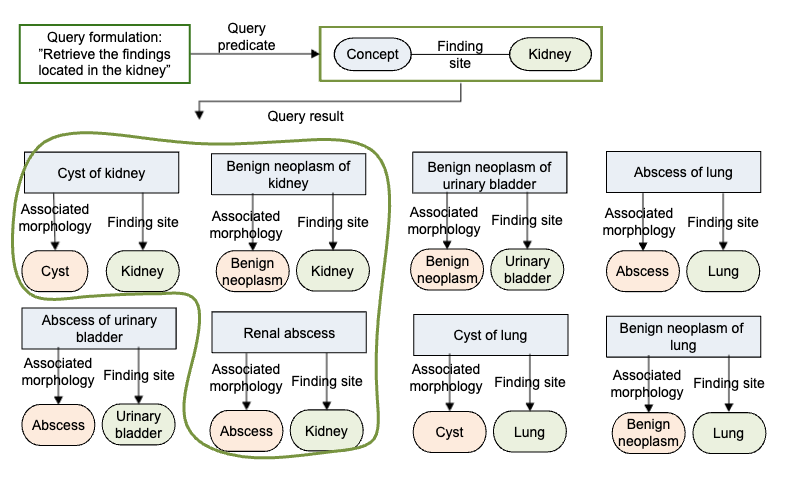 Query formulation:
”Retrieve the findings
located in the kidney”
Query
predicate
Concept
Finding
site
Kidney
Query result
Cyst of kidney
Associated
morphology
Finding site
Cyst
Kidney
Benign neoplasm of
kidney
Associated
morphology
Finding site
Benign
neoplasm
Kidney
Benign neoplasm of
urinary bladder
Associated
morphology
Finding site
Benign
neoplasm
Urinary
bladder
Abscess of lung
Associated
morphology
Finding site
Abscess
Lung
Abscess of urinary
bladder
Associated
morphology
Finding site
Abscess
Urinary
bladder
Renal abscess
Associated
morphology
Finding site
Abscess
Kidney
Cyst of lung
Associated
morphology
Finding site
Cyst
Lung
Benign neoplasm of
lung
Associated
morphology
Finding site
Benign
neoplasm
Lung